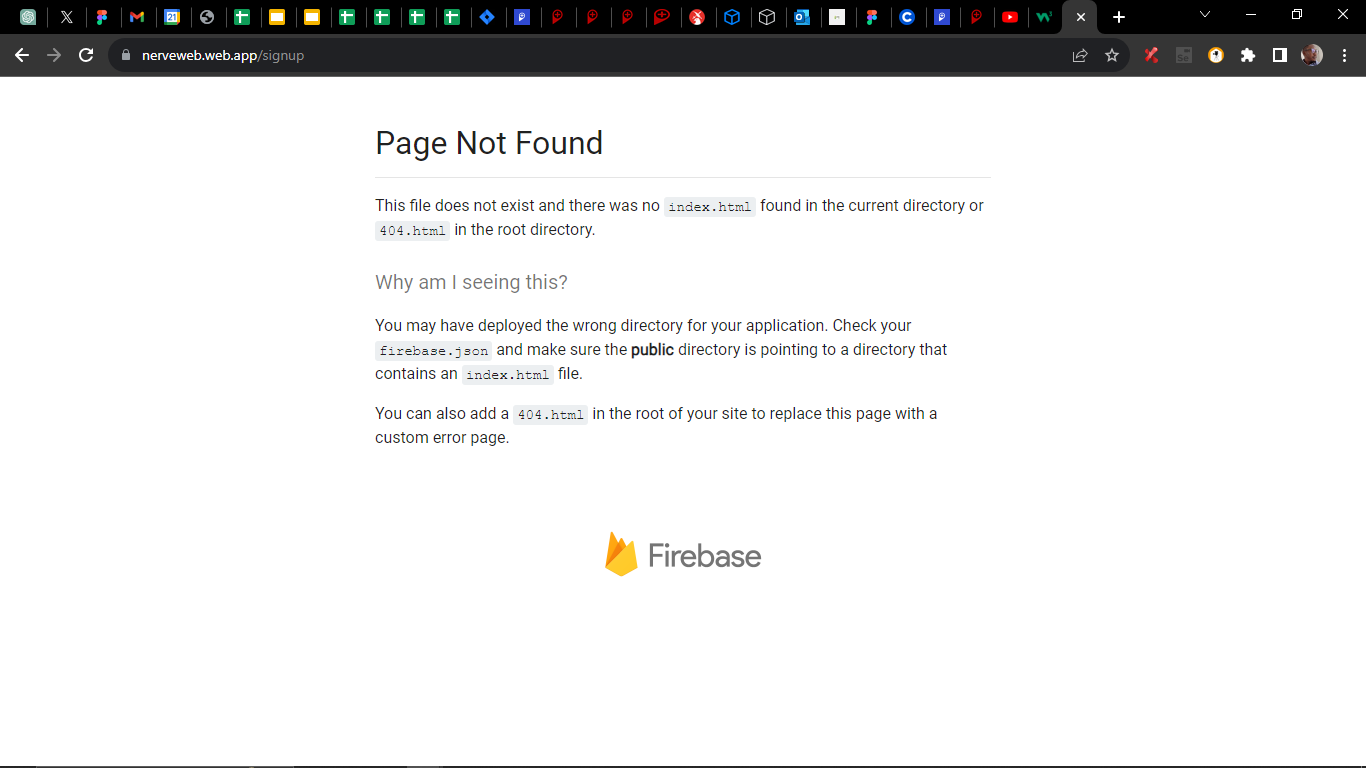 21
nerveweb.web.app/signup
Page Not Found
This file does not exist and there was no index.html found in the current directory or
404.html in the root directory.
Why am I seeing this?
You may have deployed the wrong directory for your application. Check your
firebase.json and make sure the public directory is pointing to a directory that
contains an index.html file.
You can also add a 404.html in the root of your site to replace this page with a
custom error page.
Firebase